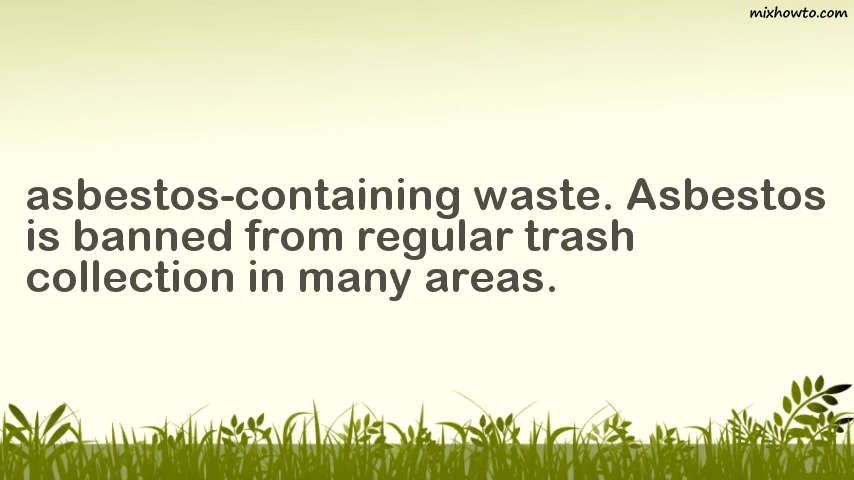 mixhowto.com
asbestos-containing waste. Asbestos
is banned from regular trash
collection in many areas.